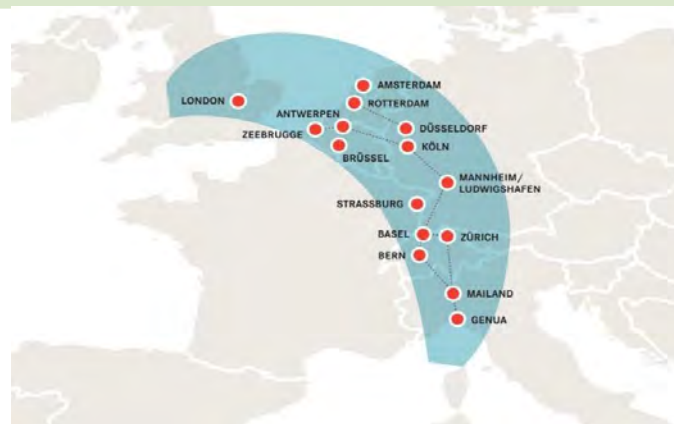 AMSTERDAM
LONDON
ROTTERDAM
ANTWERPEN
ZEEBRUGGE
DÜSSELDORF
KÖLN
BRÜSSEL
MANNHEIM/
LUDWIGSHAFEN
STRASSBURG
BASEL
ZÜRICH
BERN
MAILAND
GENUA